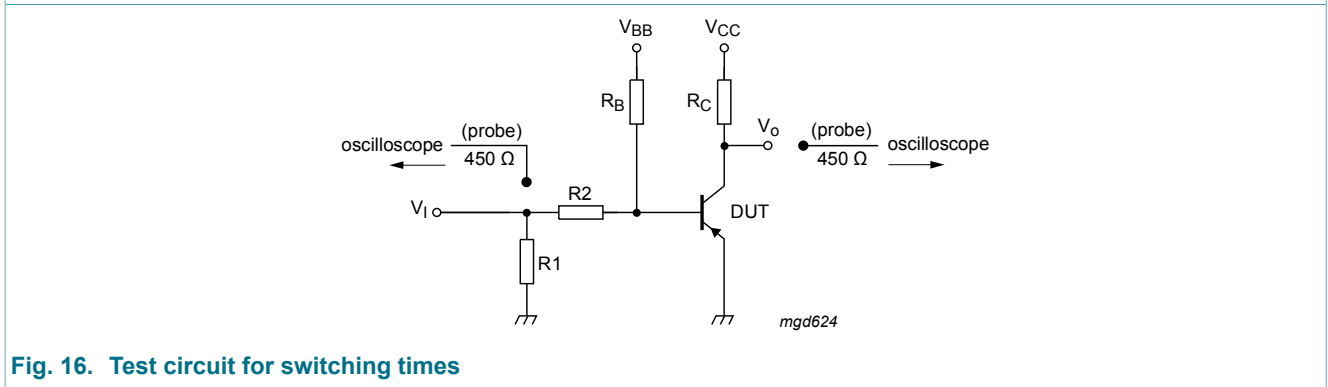 VBB
VCC
RB
RC
Vo
oscilloscope
(probe)
450 Ω
(probe)
450 Ω
oscilloscope
VI
R2
DUT
R1
mgd624
Fig. 16. Test circuit for switching times